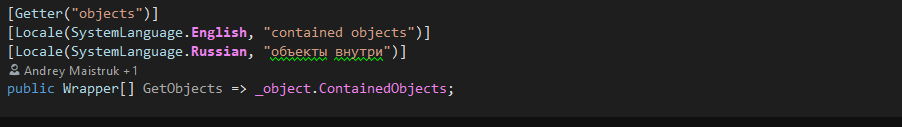 [Getter("objects")]
[Locale(SystemLanguage.English, "contained objects")]
[Locale(SystemLanguage.Russian, "объекты внутри")]
Andrey Maistruk +1
public Wrapper[] GetObjects => _object.ContainedObjects;